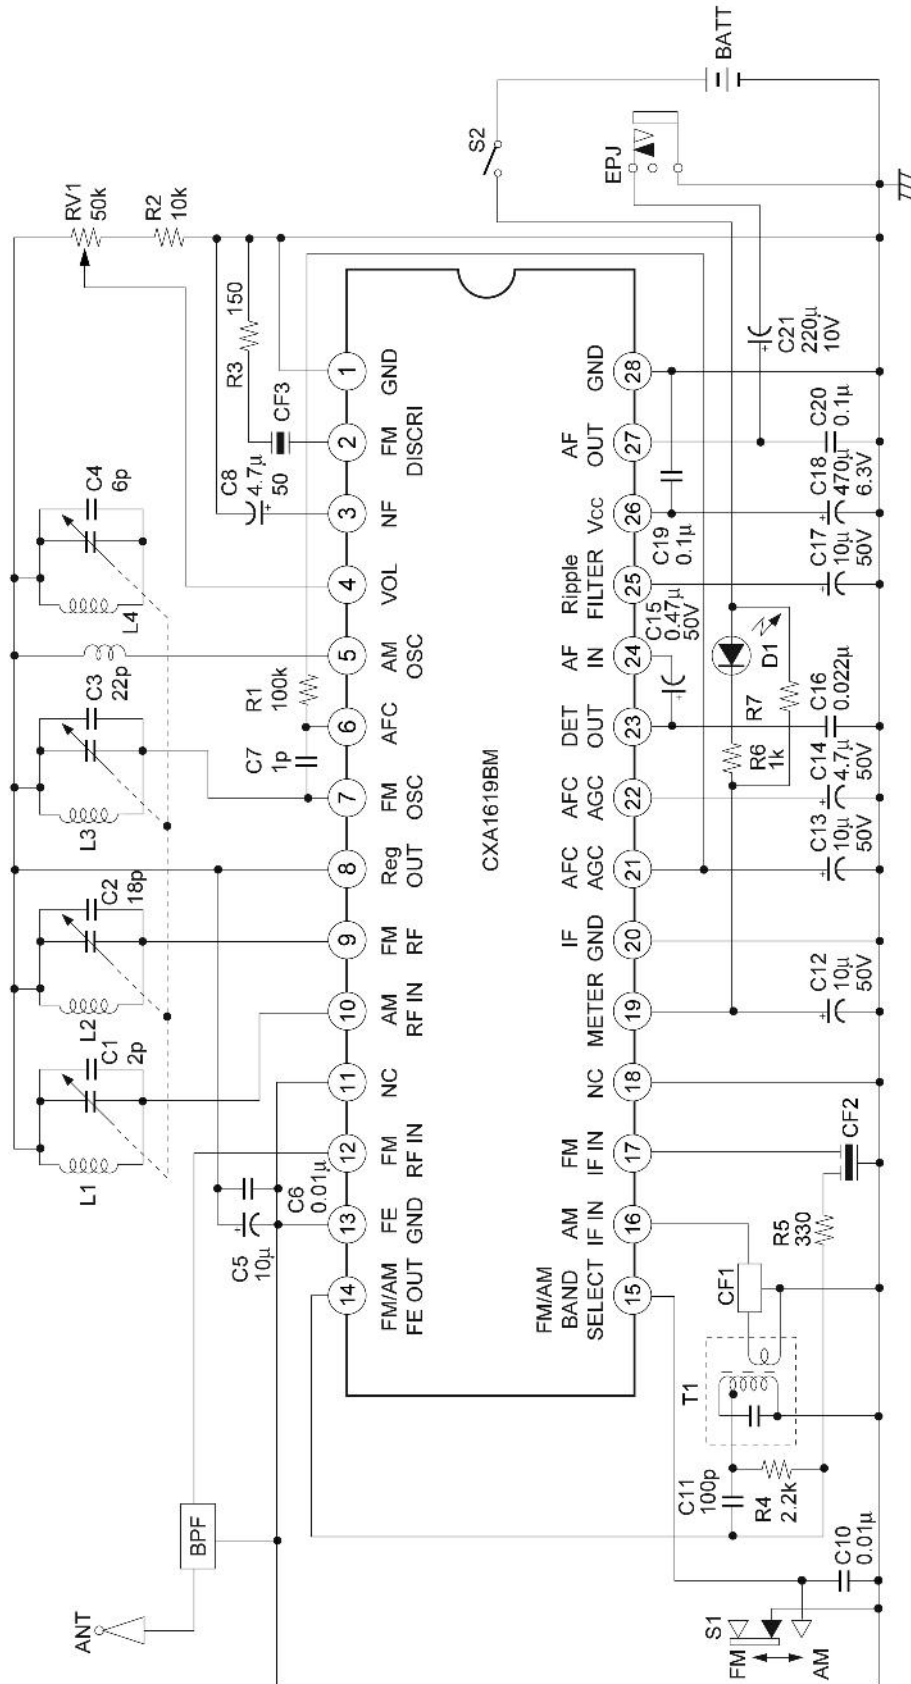 ANT
BPF
L1
C1
2p
L2
C2
18p
L3
C3
22p
L4
C4
6p
RV1
50k
R2
10k
C5
10µ
C6
0.01µ
C7
1p
R1
100k
C8
4.7µ
50
CF3
R3
150
14
13
12
11
10
9
8
7
6
5
4
3
2
1
FM/AM
FE OUT
FE
GND
FM
RF IN
NC
AM
RF IN
FM
RF
Reg
OUT
FM
OSC
AFC
AM
OSC
VOL
NF
FM
DISCRI
GND
CXA1619BM
FM/AM
BAND
SELECT
AM
IF IN
FM
IF IN
NC
METER
IF
GND
AFC
AGC
AFC
AGC
DET
OUT
AF
IN
Ripple
FILTER
Vcc
AF
OUT
GND
15
16
17
18
19
20
21
22
23
24
25
26
27
28
S1
FM
AM
C10
0.01µ
C11
100p
R4
2.2k
T1
CF1
R5
330
CF2
C12
10µ
50V
C13
10µ
50V
C14
4.7µ
50V
R6
1k
R7
D1
C16
0.022µ
C15
0.47µ
50V
C17
10µ
50V
C18
470µ
6.3V
C19
0.1µ
C20
0.1µ
C21
220µ
10V
EPJ
S2
BATT